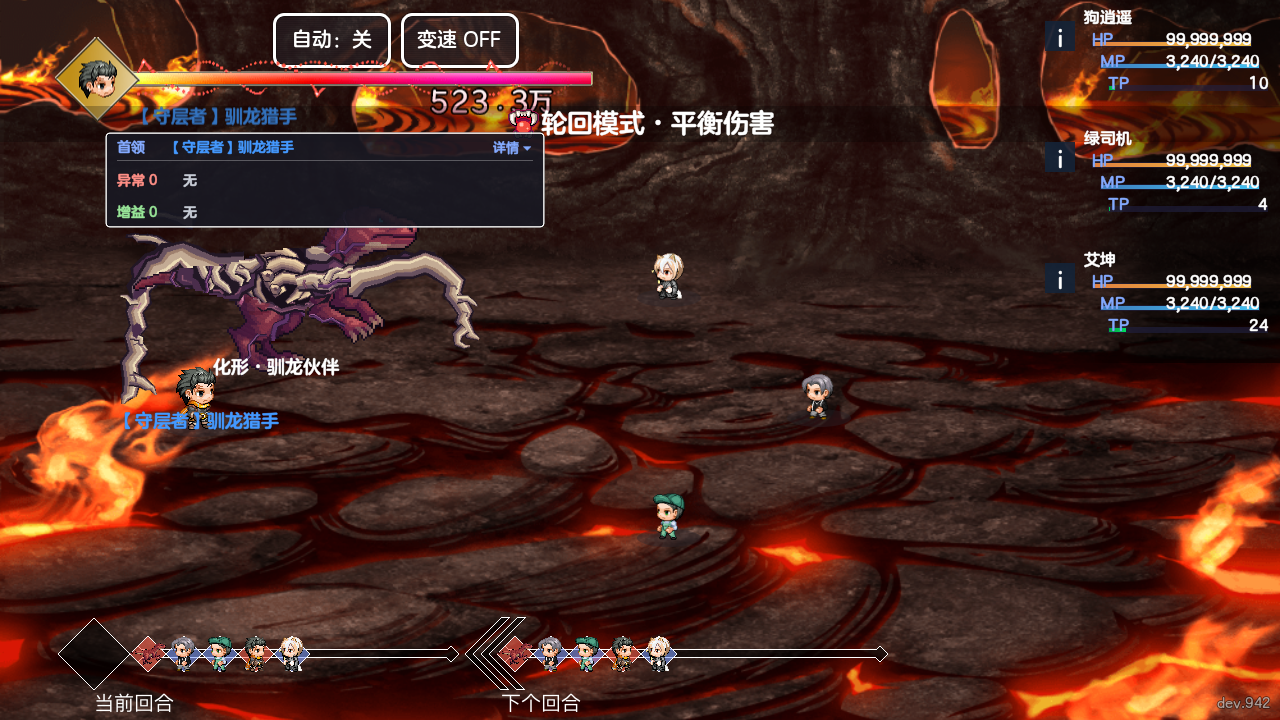 自动：关
变速 OFF
523.3万
【守层者】驯龙猎手
轮回模式・平衡伤害
首领 【守层者】驯龙猎手 详情
异常 0 无
增益 0 无
狗逍遥
HP 99,999,999
MP 3,240/3,240
TP 10
绿司机
HP 99,999,999
MP 3,240/3,240
TP 4
艾坤
HP 99,999,999
MP 3,240/3,240
TP 24
化形・驯龙伙伴
【守层者】驯龙猎手
当前回合
下个回合
dev.942